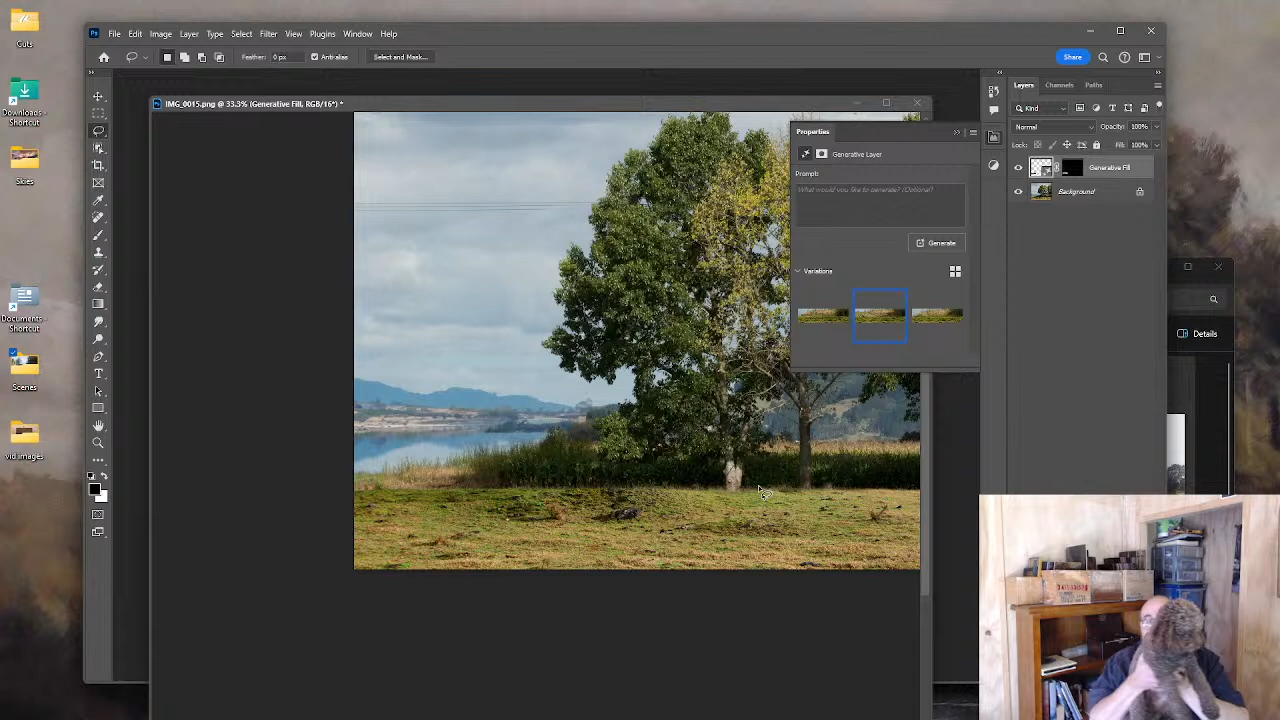 Cuts
Downloads - Shortcut
Skies
Documents - Shortcut
Scenes
vid images
Ps File Edit Image Layer Type Select Filter View Plugins Window Help
Feather: 0 px Anti-alias Select and Mask... Share
IMG_0015.png @ 33.3% (Generative Fill, RGB/16*) *
Properties
Generative Layer
Prompt:
What would you like to generate? (Optional)
Generate
Variations
Layers Channels Paths
Kind
Normal Opacity: 100%
Lock: Fill: 100%
Generative Fill
Background
Details